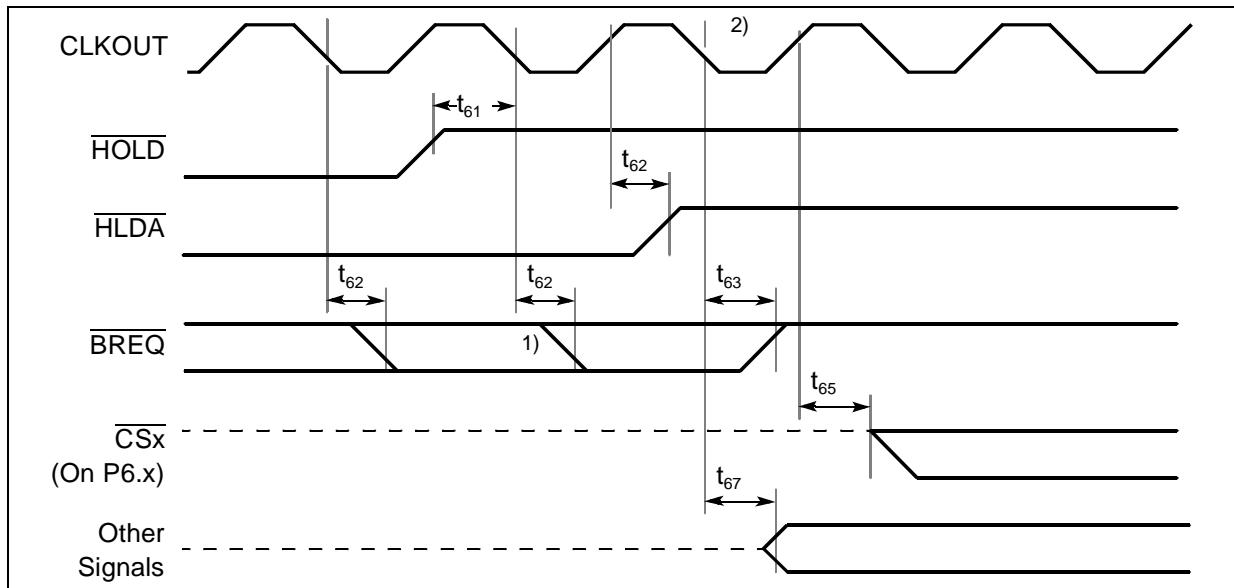 CLKOUT
2)
t61
HOLD
t62
HLDA
t62
t62
t63
BREQ
1)
t65
CSx
(On P6.x)
t67
Other
Signals